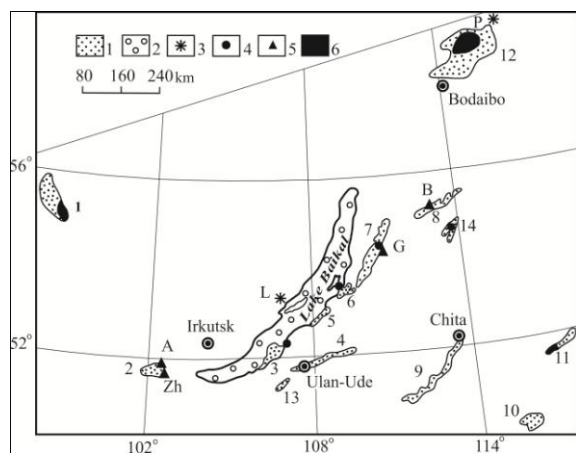 1 2 3 4 5 6
80 160 240 km
P
12
Bodaibo
56°
1
B
8
14
7
G
Lake Baikal
L
6
5
Irkutsk
Chita
52°
A
2
Zh
3
4
Ulan-Ude
11
9
13
10
102°
108°
114°